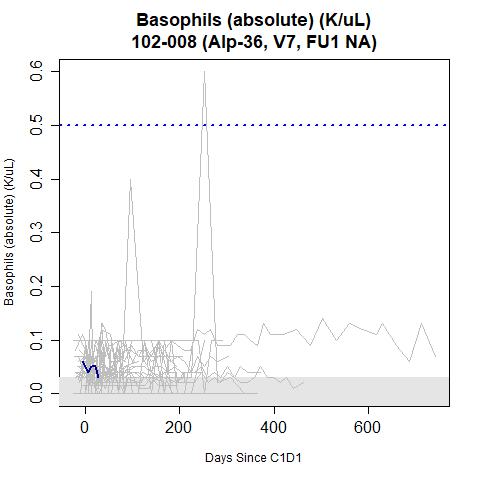 Basophils (absolute) (K/uL)
102-008 (Alp-36, V7, FU1 NA)
Basophils (absolute) (K/uL)
0.6
0.5
0.4
0.3
0.2
0.1
0.0
0 200 400 600
Days Since C1D1